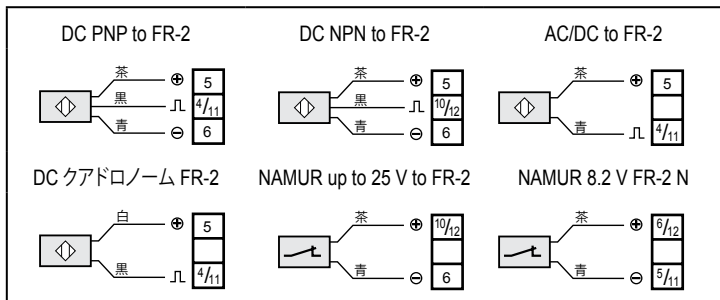 DC PNP to FR-2
茶 ⊕ 5
黒 ⎍ 4/11
青 ⊖ 6
DC NPN to FR-2
茶 ⊕ 5
黒 ⎍ 10/12
青 ⊖ 6
AC/DC to FR-2
茶 ⊕ 5
青 ⎍ 4/11
DC クアドロノーム FR-2
白 ⊕ 5
黒 ⎍ 4/11
NAMUR up to 25 V to FR-2
茶 ⊕ 10/12
青 ⊖ 6
NAMUR 8.2 V FR-2 N
茶 ⊕ 6/12
青 ⊖ 5/11